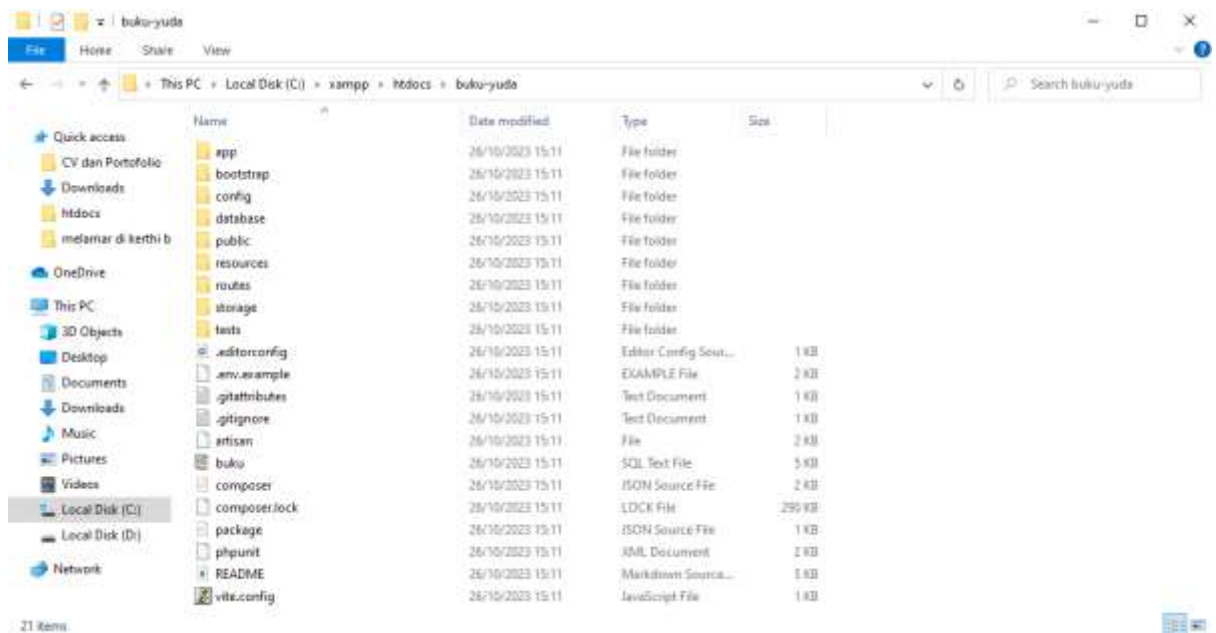 buku-yuda
File Home Share View
This PC Local Disk (C:) xampp htdocs buku-yuda
Search buku-yuda
Name Date modified Type Size
Quick access
CV dan Portofolio
Downloads
htdocs
melamar di kerthi b
OneDrive
This PC
3D Objects
Desktop
Documents
Downloads
Music
Pictures
Videos
Local Disk (C:)
Local Disk (D:)
Network
app 26/10/2023 15:11 File folder
bootstrap 26/10/2023 15:11 File folder
config 26/10/2023 15:11 File folder
database 26/10/2023 15:11 File folder
public 26/10/2023 15:11 File folder
resources 26/10/2023 15:11 File folder
routes 26/10/2023 15:11 File folder
storage 26/10/2023 15:11 File folder
tests 26/10/2023 15:11 File folder
.editorconfig 26/10/2023 15:11 Editor Config Sour... 1 KB
.env.example 26/10/2023 15:11 EXAMPLE File 2 KB
.gitattributes 26/10/2023 15:11 Text Document 1 KB
.gitignore 26/10/2023 15:11 Text Document 1 KB
artisan 26/10/2023 15:11 File 2 KB
buku 26/10/2023 15:11 SQL Text File 5 KB
composer 26/10/2023 15:11 JSON Source File 2 KB
composer.lock 26/10/2023 15:11 LOCK File 290 KB
package 26/10/2023 15:11 JSON Source File 1 KB
phpunit 26/10/2023 15:11 XML Document 2 KB
README 26/10/2023 15:11 Markdown Source... 5 KB
vite.config 26/10/2023 15:11 JavaScript File 1 KB
21 items